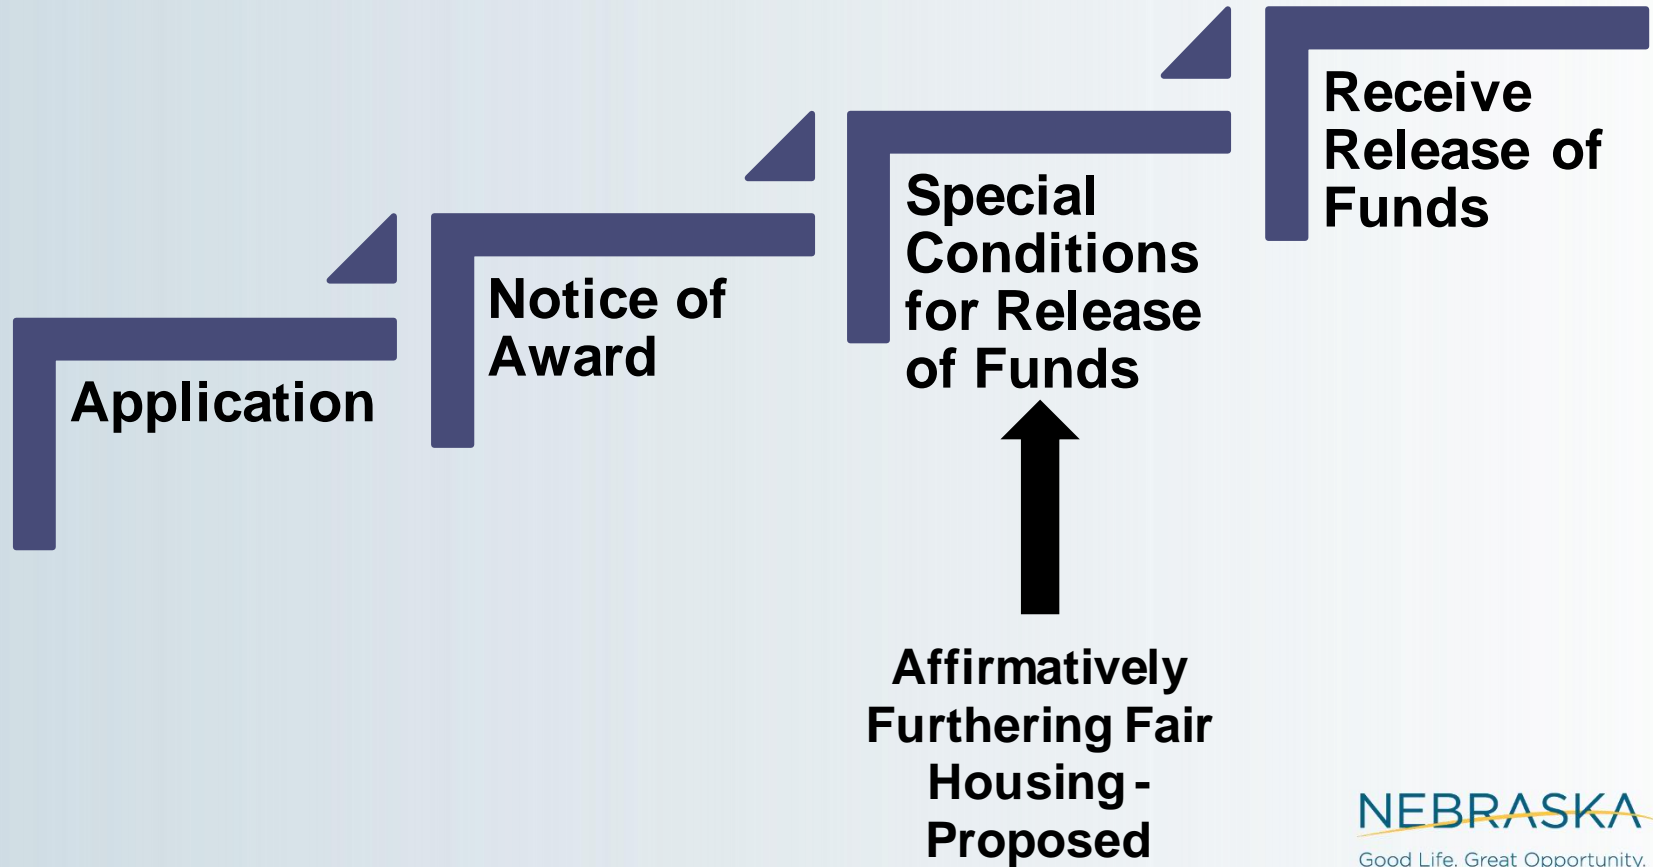 Application
Notice of
Award
Special
Conditions
for Release
of Funds
Receive
Release of
Funds
Affirmatively
Furthering Fair
Housing -
Proposed
NEBRASKA
Good Life. Great Opportunity.